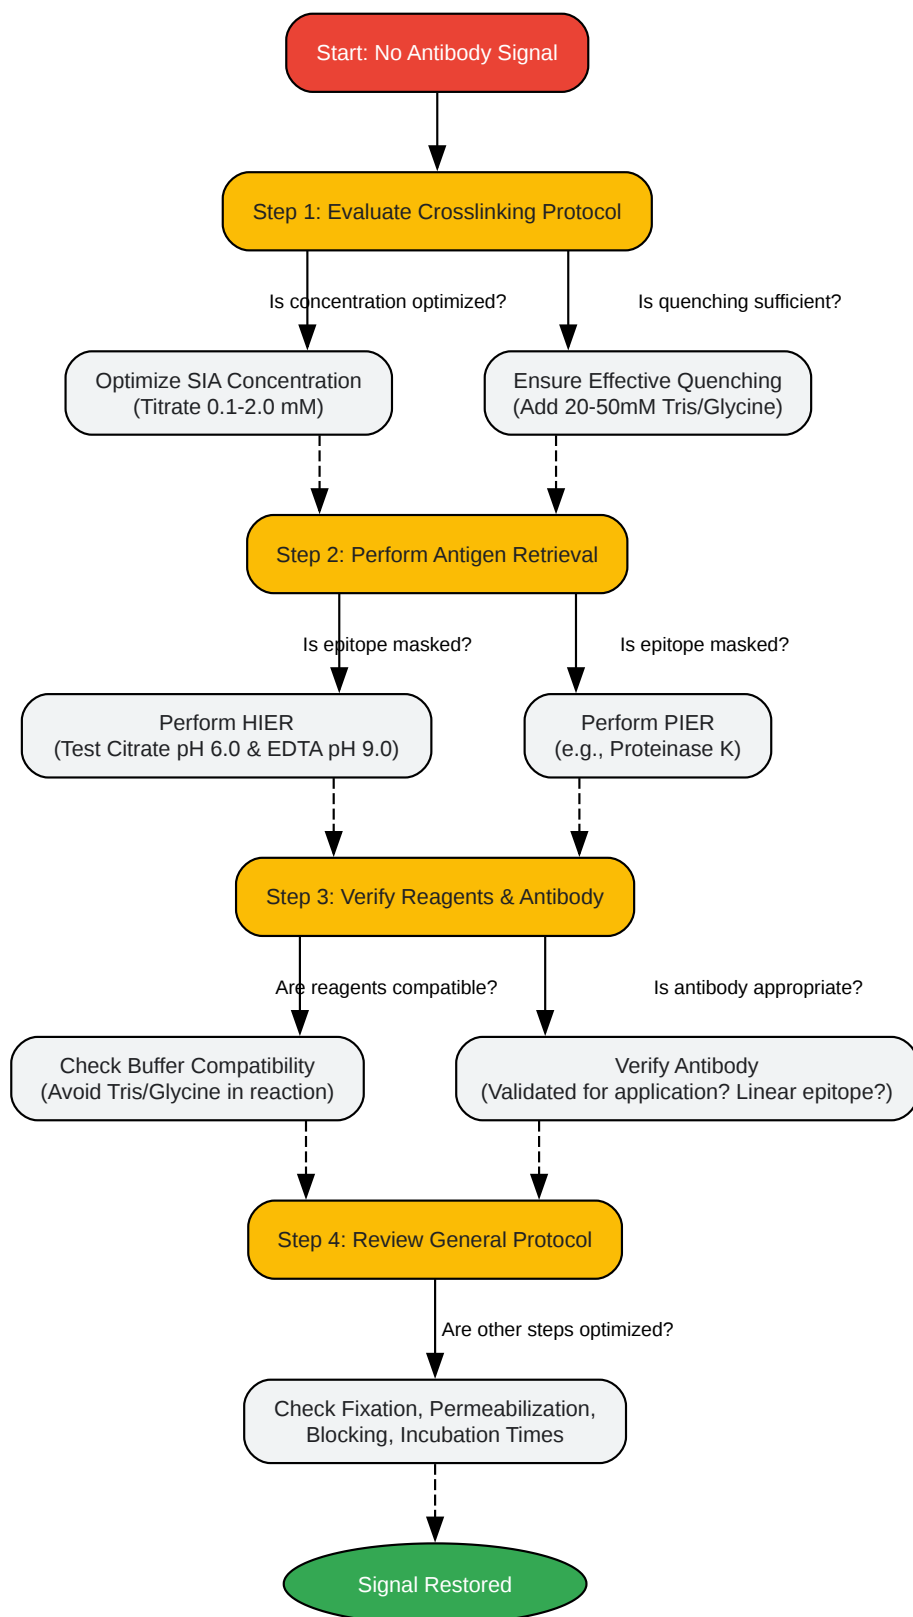 Start: No Antibody Signal
Step 1: Evaluate Crosslinking Protocol
Is concentration optimized?
Is quenching sufficient?
Optimize SIA Concentration
(Titrate 0.1-2.0 mM)
Ensure Effective Quenching
(Add 20-50mM Tris/Glycine)
Step 2: Perform Antigen Retrieval
Is epitope masked?
Is epitope masked?
Perform HIER
(Test Citrate pH 6.0 & EDTA pH 9.0)
Perform PIER
(e.g., Proteinase K)
Step 3: Verify Reagents & Antibody
Are reagents compatible?
Is antibody appropriate?
Check Buffer Compatibility
(Avoid Tris/Glycine in reaction)
Verify Antibody
(Validated for application? Linear epitope?)
Step 4: Review General Protocol
Are other steps optimized?
Check Fixation, Permeabilization,
Blocking, Incubation Times
Signal Restored